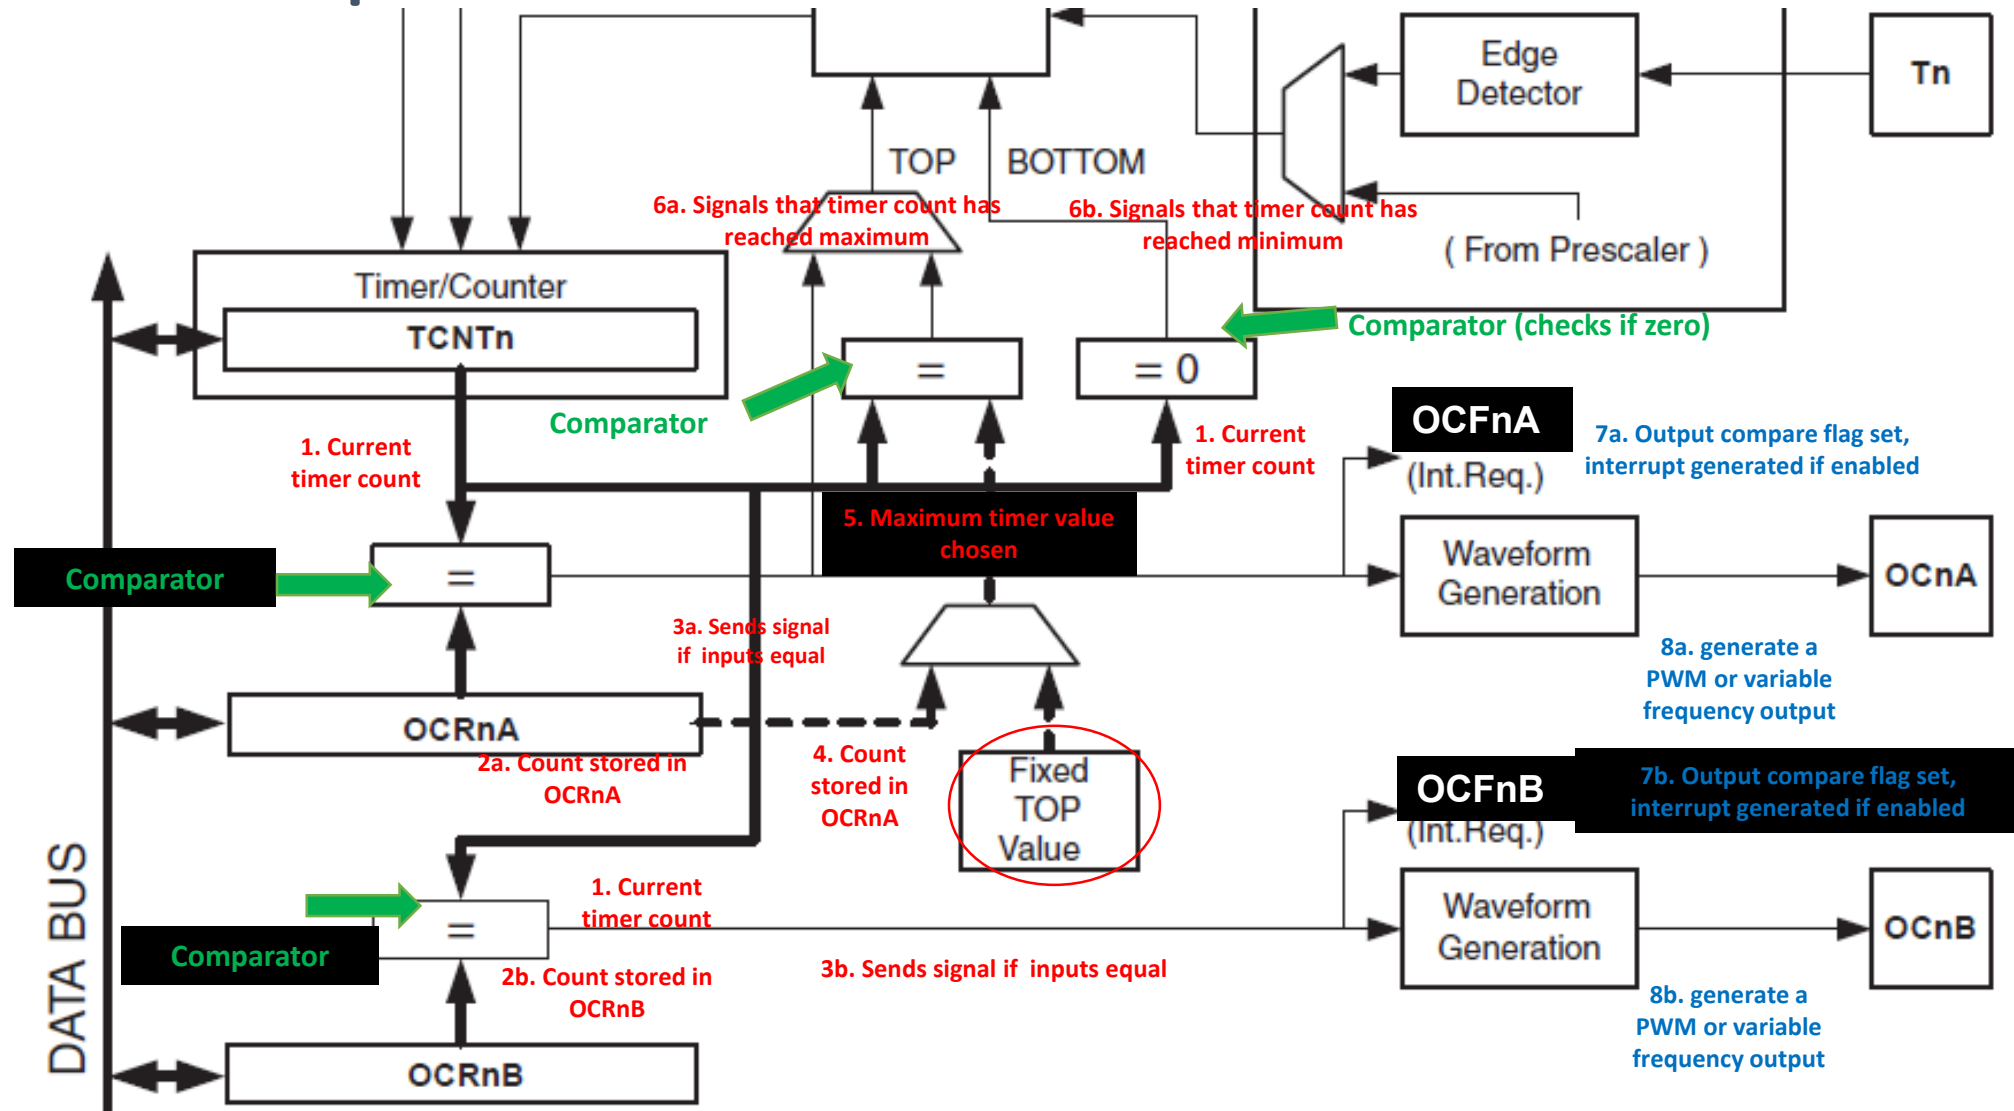 Edge
Detector
Tn
TOP
BOTTOM
6a. Signals that timer count has
reached maximum
6b. Signals that timer count has
reached minimum
( From Prescaler )
Timer/Counter
TCNTn
Comparator (checks if zero)
=
= 0
Comparator
OCFnA
(Int.Req.)
7a. Output compare flag set,
interrupt generated if enabled
1. Current
timer count
1. Current
timer count
5. Maximum timer value
chosen
Comparator
=
Waveform
Generation
OCnA
3a. Sends signal
if inputs equal
8a. generate a
PWM or variable
frequency output
OCRnA
2a. Count stored in
OCRnA
4. Count
stored in
OCRnA
Fixed
TOP
Value
OCFnB
(Int.Req.)
7b. Output compare flag set,
interrupt generated if enabled
DATA BUS
1. Current
timer count
=
Comparator
Waveform
Generation
OCnB
2b. Count stored in
OCRnB
3b. Sends signal if inputs equal
8b. generate a
PWM or variable
frequency output
OCRnB